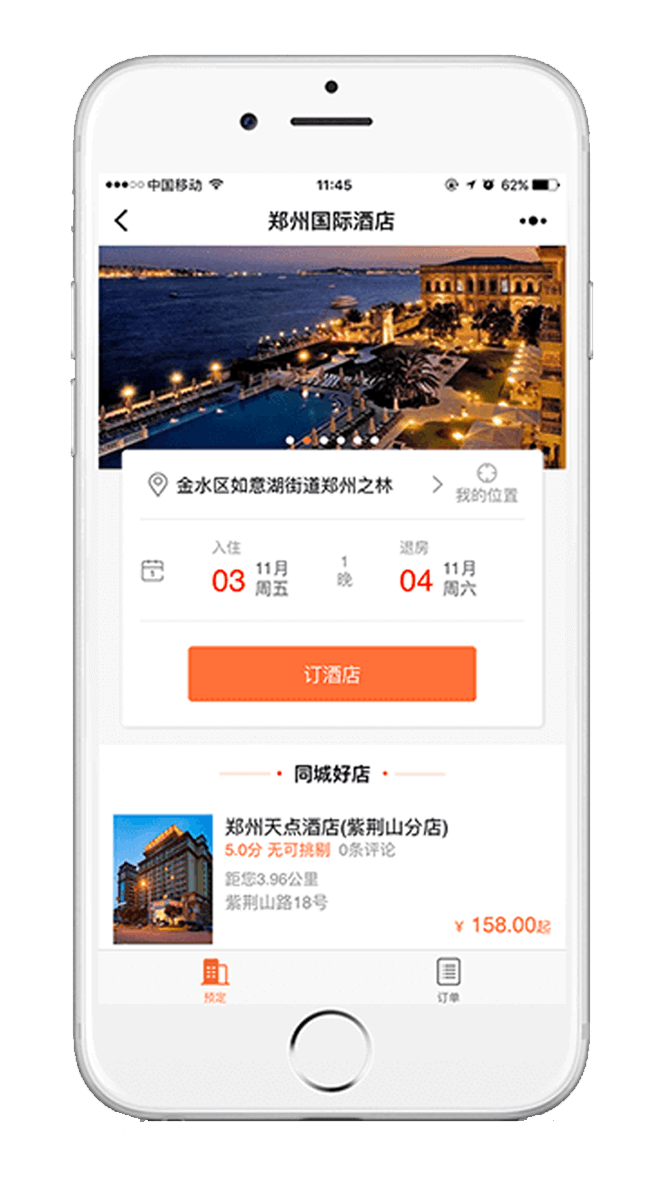 中国移动 11:45 62%
郑州国际酒店
金水区如意湖街道郑州之林
我的位置
入住 退房
03 11月 周五 1晚 04 11月 周六
订酒店
同城好店
郑州天点酒店(紫荆山分店)
5.0分 无可挑剔 0条评论
距您3.96公里
紫荆山路18号
¥ 158.00起
预定 订单